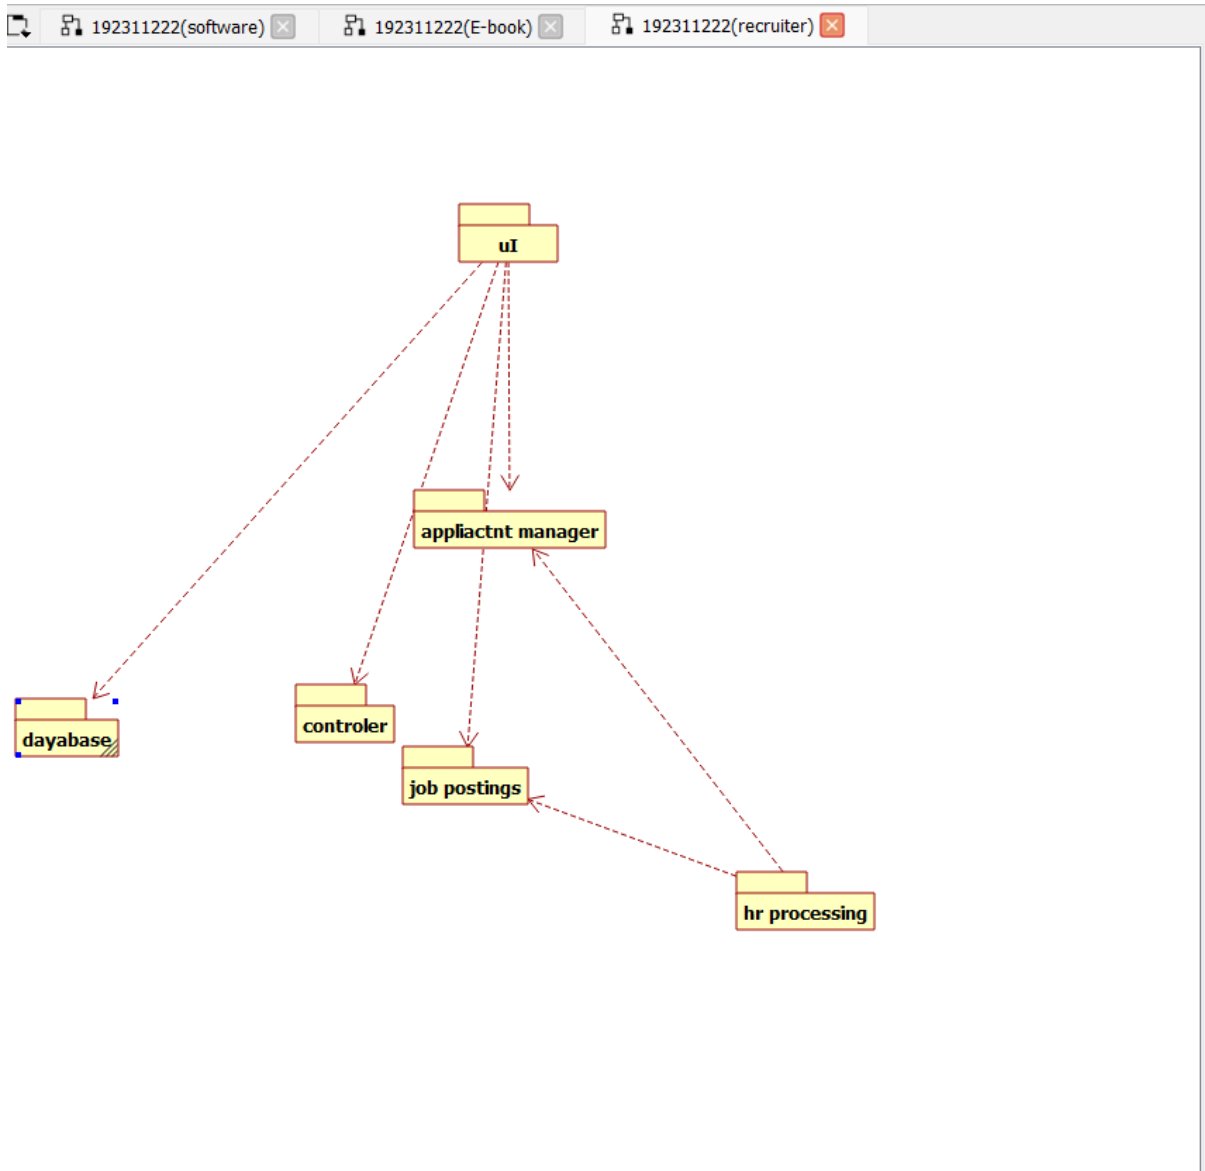 192311222(software)
192311222(E-book)
192311222(recruiter)
uI
appliactnt manager
dayabase
controler
job postings
hr processing